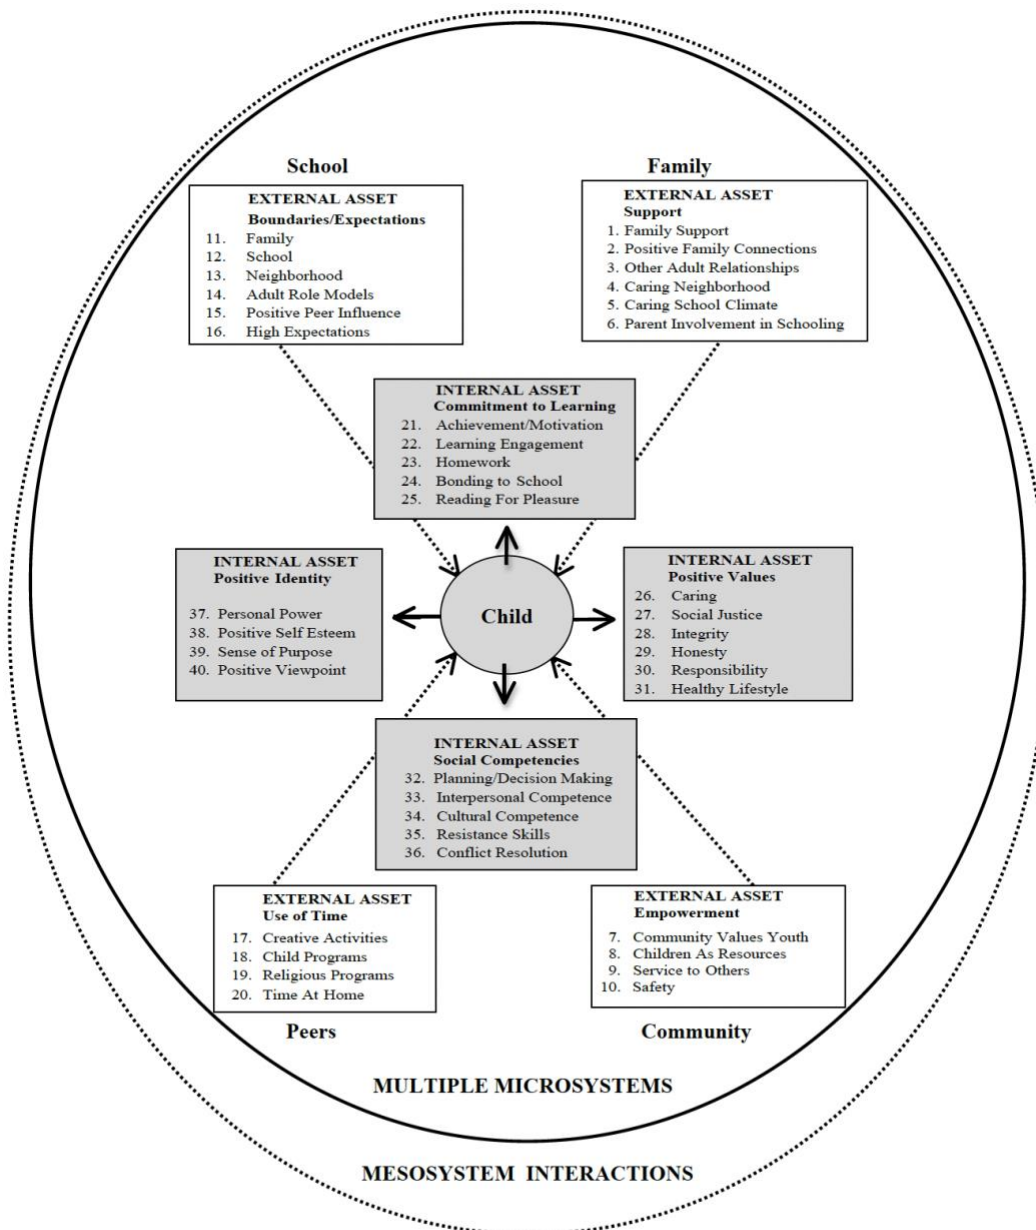 School
EXTERNAL ASSET
Boundaries/Expectations
11. Family
12. School
13. Neighborhood
14. Adult Role Models
15. Positive Peer Influence
16. High Expectations
Family
EXTERNAL ASSET
Support
1. Family Support
2. Positive Family Connections
3. Other Adult Relationships
4. Caring Neighborhood
5. Caring School Climate
6. Parent Involvement in Schooling
INTERNAL ASSET
Commitment to Learning
21. Achievement/Motivation
22. Learning Engagement
23. Homework
24. Bonding to School
25. Reading For Pleasure
INTERNAL ASSET
Positive Identity
37. Personal Power
38. Positive Self Esteem
39. Sense of Purpose
40. Positive Viewpoint
Child
INTERNAL ASSET
Positive Values
26. Caring
27. Social Justice
28. Integrity
29. Honesty
30. Responsibility
31. Healthy Lifestyle
INTERNAL ASSET
Social Competencies
32. Planning/Decision Making
33. Interpersonal Competence
34. Cultural Competence
35. Resistance Skills
36. Conflict Resolution
EXTERNAL ASSET
Use of Time
17. Creative Activities
18. Child Programs
19. Religious Programs
20. Time At Home
Peers
EXTERNAL ASSET
Empowerment
7. Community Values Youth
8. Children As Resources
9. Service to Others
10. Safety
Community
MULTIPLE MICROSYSTEMS
MESOSYSTEM INTERACTIONS